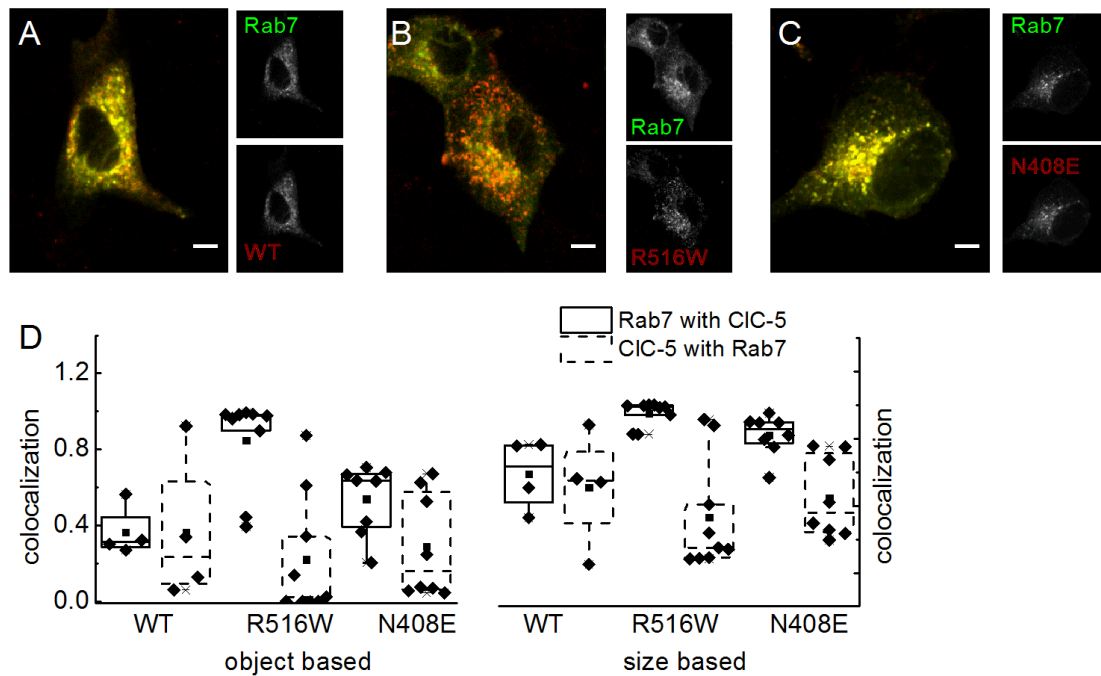 A
Rab7
WT
B
Rab7
R516W
C
Rab7
N408E
D
Rab7 with ClC-5
ClC-5 with Rab7
colocalization
1.2
0.8
0.4
0.0
WT R516W N408E
object based
WT R516W N408E
size based
colocalization